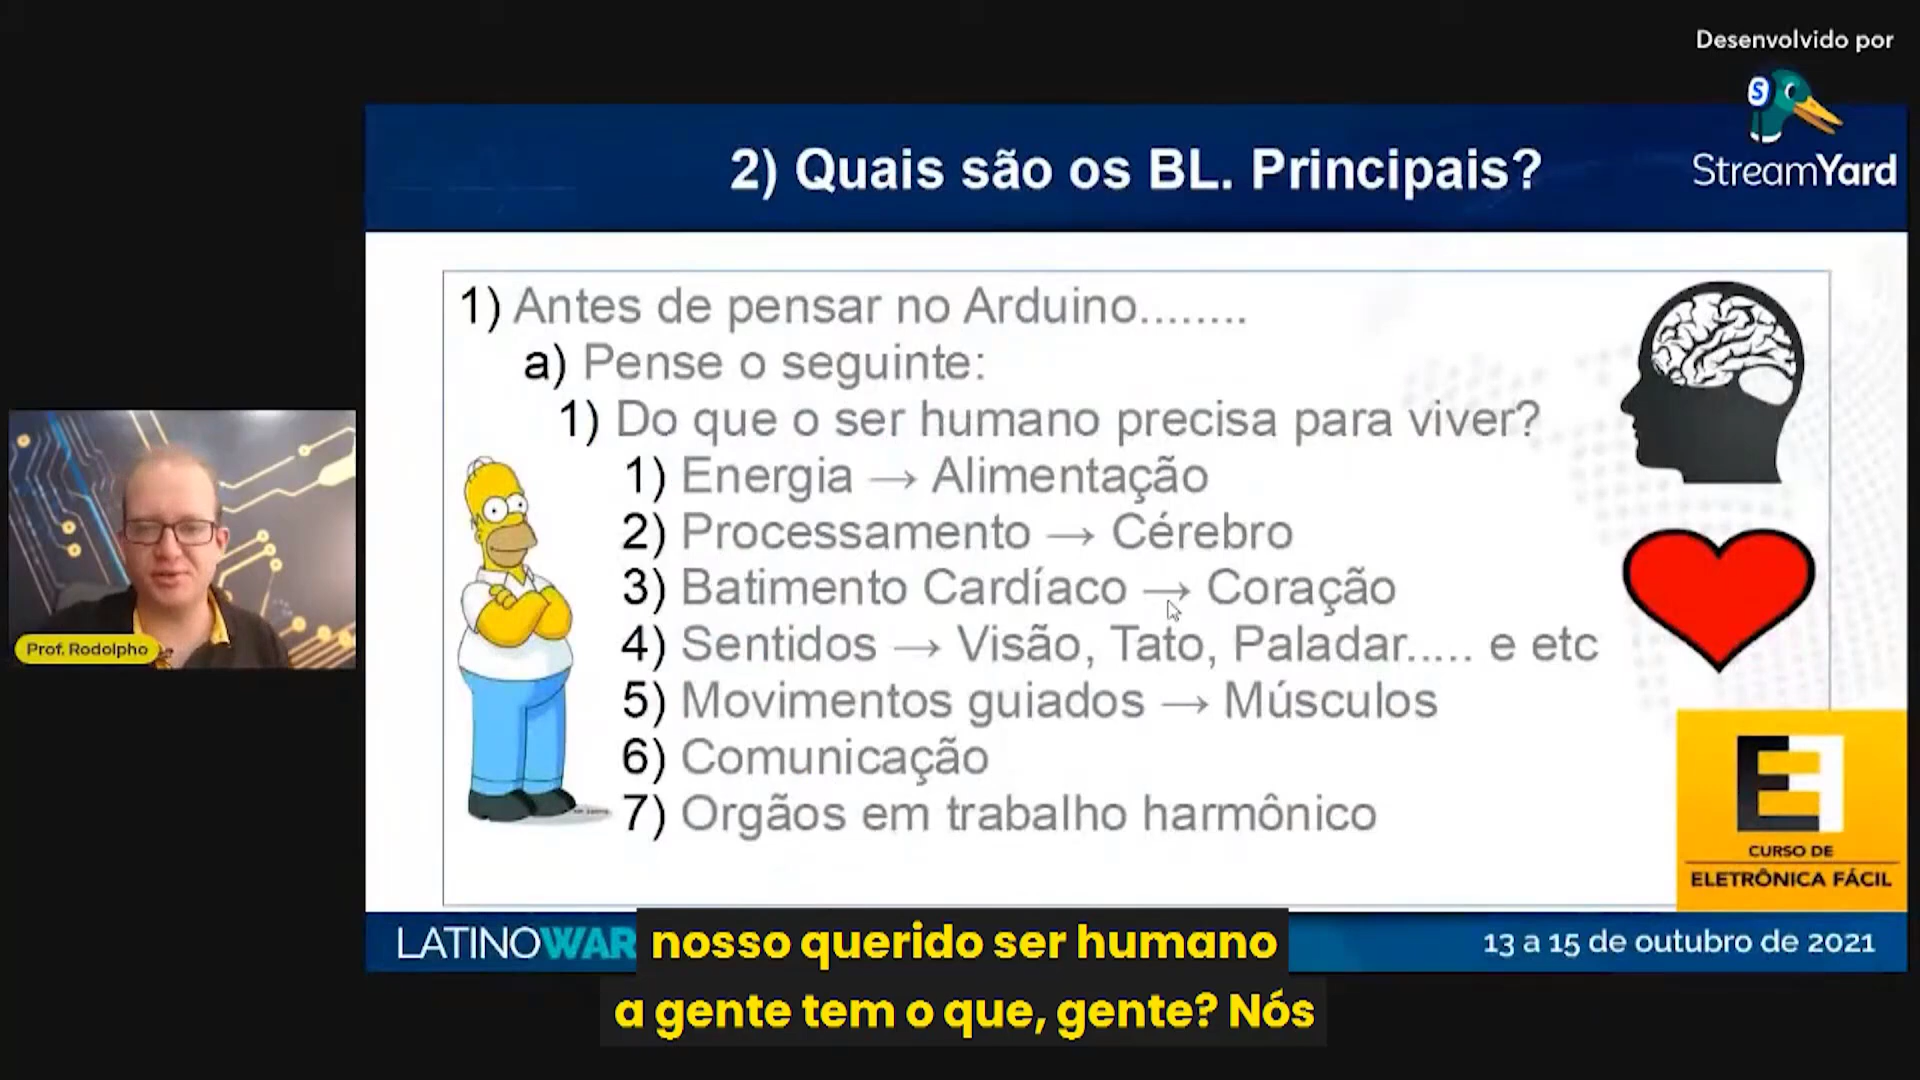 Desenvolvido por
StreamYard
2) Quais são os BL. Principais?
1) Antes de pensar no Arduino........
a) Pense o seguinte:
1) Do que o ser humano precisa para viver?
1) Energia → Alimentação
2) Processamento → Cérebro
3) Batimento Cardíaco → Coração
4) Sentidos → Visão, Tato, Paladar..... e etc
5) Movimentos guiados → Músculos
6) Comunicação
7) Orgãos em trabalho harmônico
Prof. Rodolpho
CURSO DE
ELETRÔNICA FÁCIL
LATINOWAR
13 a 15 de outubro de 2021
nosso querido ser humano
a gente tem o que, gente? Nós